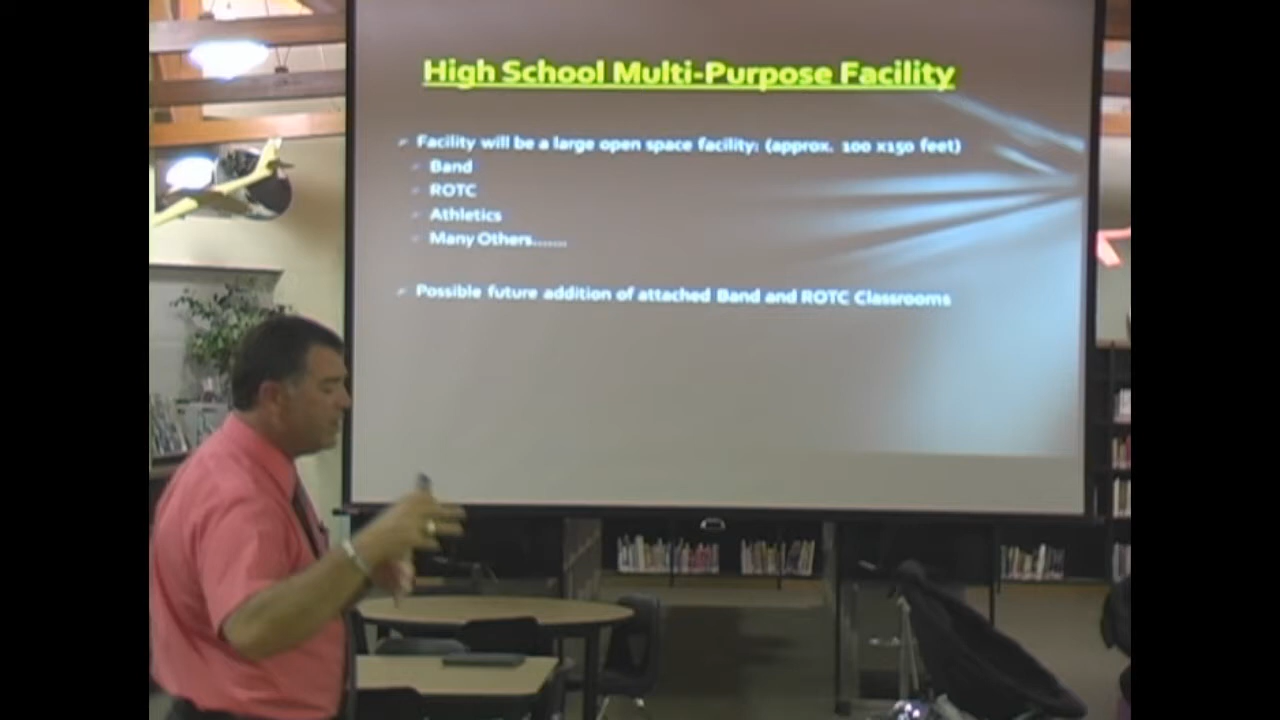 High School Multi-Purpose Facility
Facility will be a large open space facility: (approx. 100 x150 feet)
Band
ROTC
Athletics
Many Others.......
Possible future addition of attached Band and ROTC Classrooms